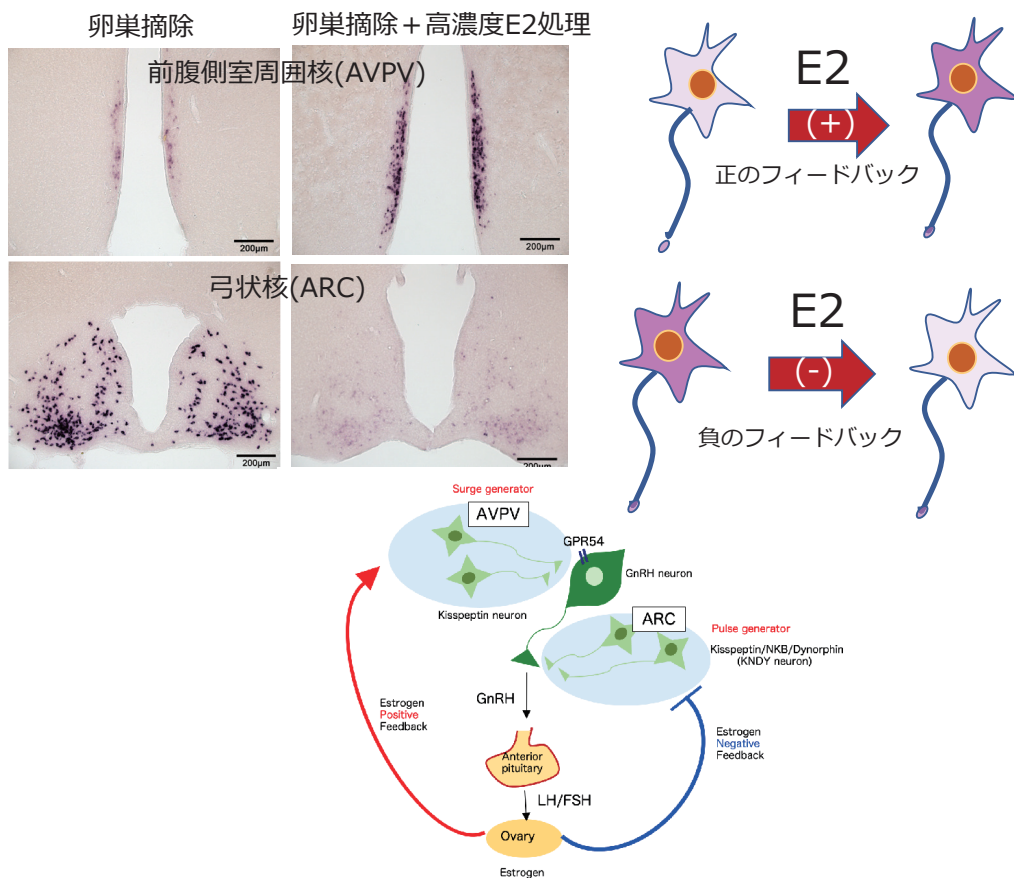 卵巣摘除
卵巣摘除＋高濃度E2処理
前腹側室周囲核(AVPV)
200μm
200μm
弓状核(ARC)
200μm
200μm
E2
(+)
正のフィードバック
E2
(-)
負のフィードバック
Surge generator
AVPV
GPR54
GnRH neuron
Kisspeptin neuron
ARC
Pulse generator
Kisspeptin/NKB/Dynorphin
(KNDY neuron)
GnRH
Estrogen
Positive
Feedback
Estrogen
Negative
Feedback
Anterior
pituitary
LH/FSH
Ovary
Estrogen